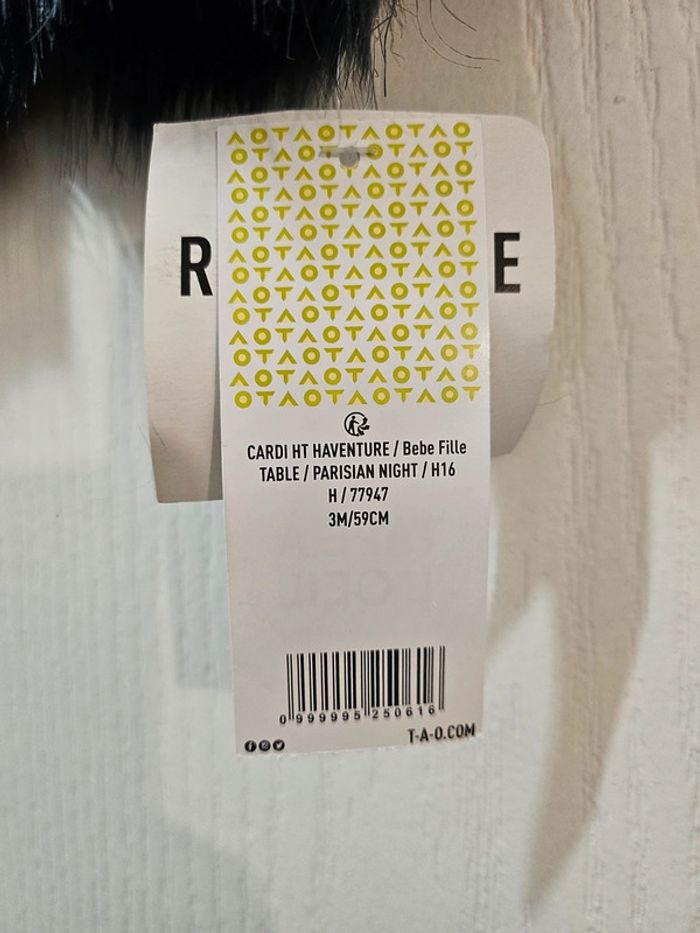 R E
CARDI HT HAVENTURE / Bebe Fille
TABLE / PARISIAN NIGHT / H16
H / 77947
3M/59CM
0 999995 250616
T-A-O.COM